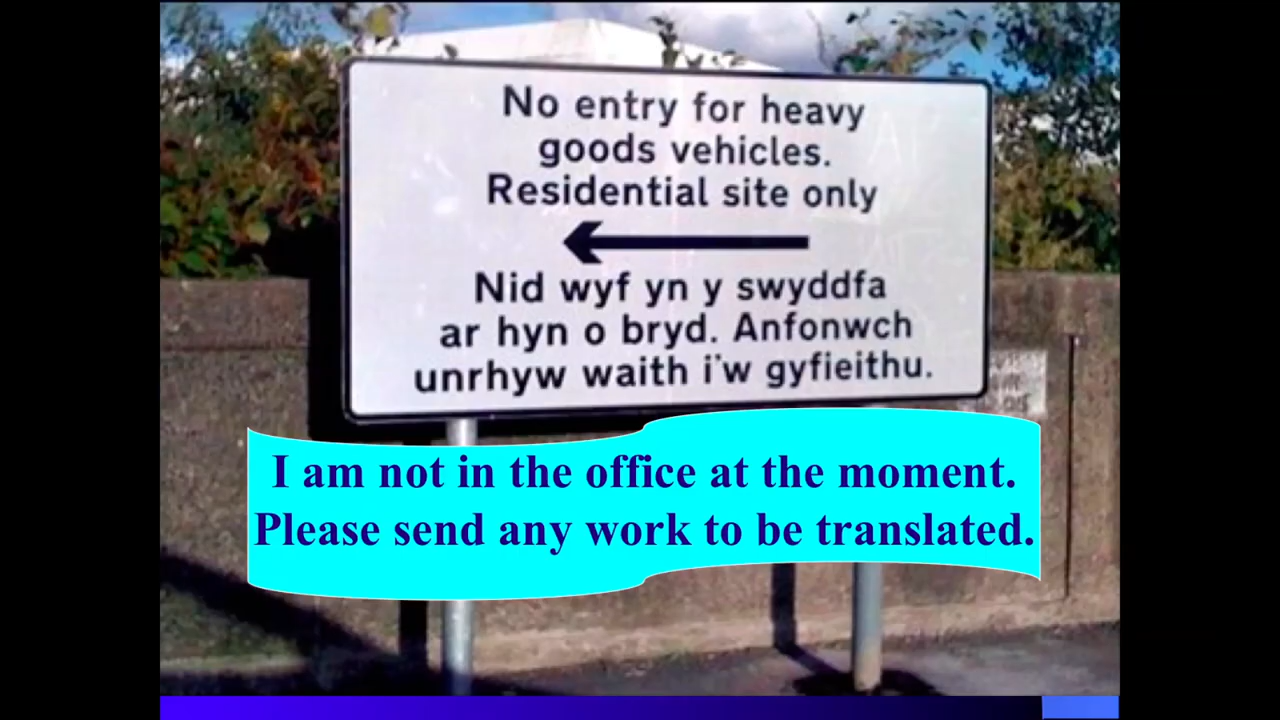 No entry for heavy
goods vehicles.
Residential site only
Nid wyf yn y swyddfa
ar hyn o bryd. Anfonwch
unrhyw waith i'w gyfieithu.
I am not in the office at the moment.
Please send any work to be translated.